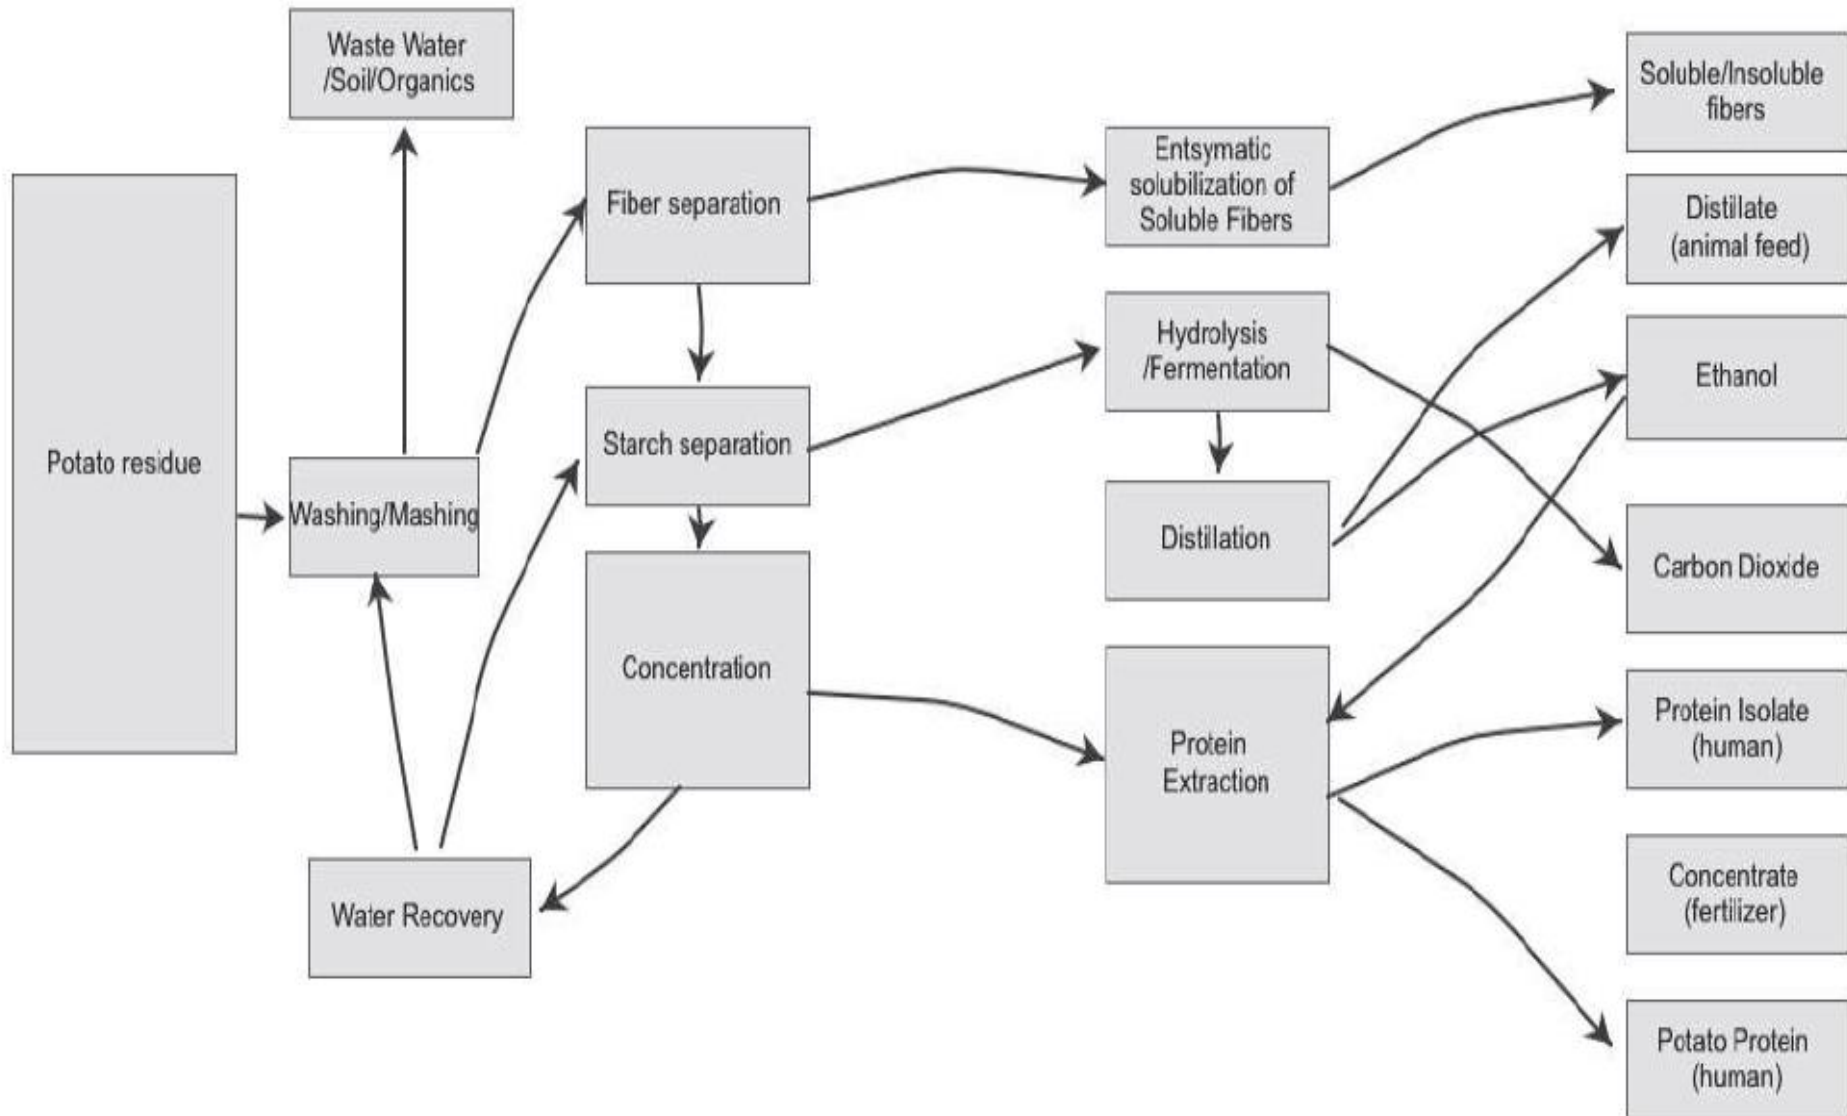 Waste Water
/Soil/Organics
Potato residue
Washing/Mashing
Water Recovery
Fiber separation
Starch separation
Concentration
Entsymatic
solubilization of
Soluble Fibers
Hydrolysis
/Fermentation
Distillation
Protein
Extraction
Soluble/Insoluble
fibers
Distillate
(animal feed)
Ethanol
Carbon Dioxide
Protein Isolate
(human)
Concentrate
(fertilizer)
Potato Protein
(human)